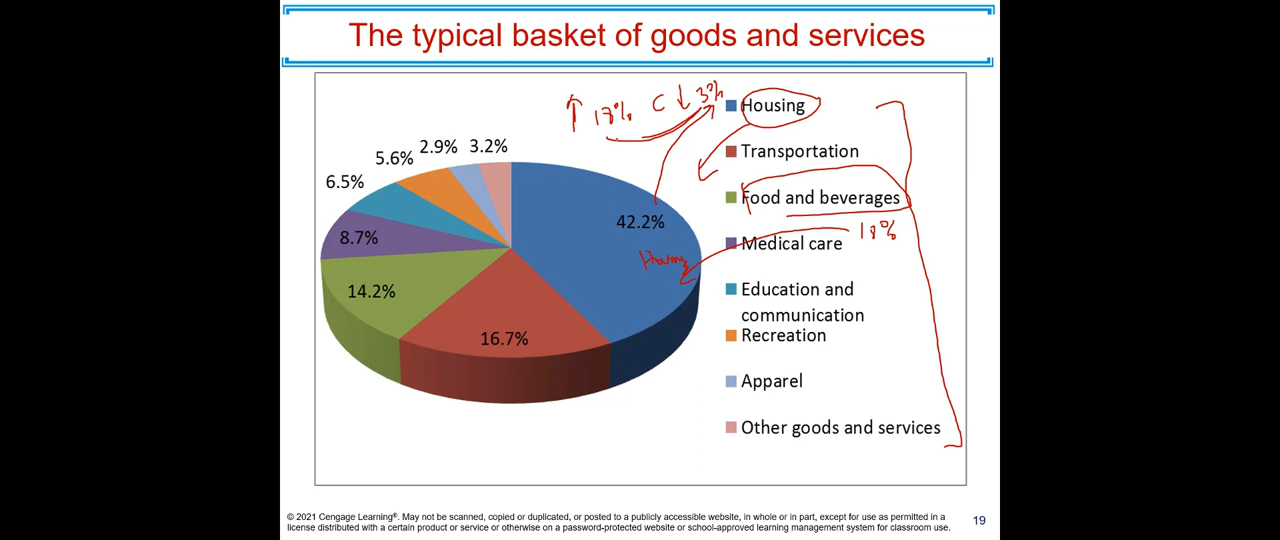 The typical basket of goods and services
3%
Housing
Transportation
Food and beverages
Medical care
Education and
communication
Recreation
Apparel
Other goods and services
3.2%
2.9%
5.6%
6.5%
8.7%
14.2%
16.7%
42.2%
© 2021 Cengage Learning®. May not be scanned, copied or duplicated, or posted to a publicly accessible website, in whole or in part, except for use as permitted in a
license distributed with a certain product or service or otherwise on a password-protected website or school-approved learning management system for classroom use.
19